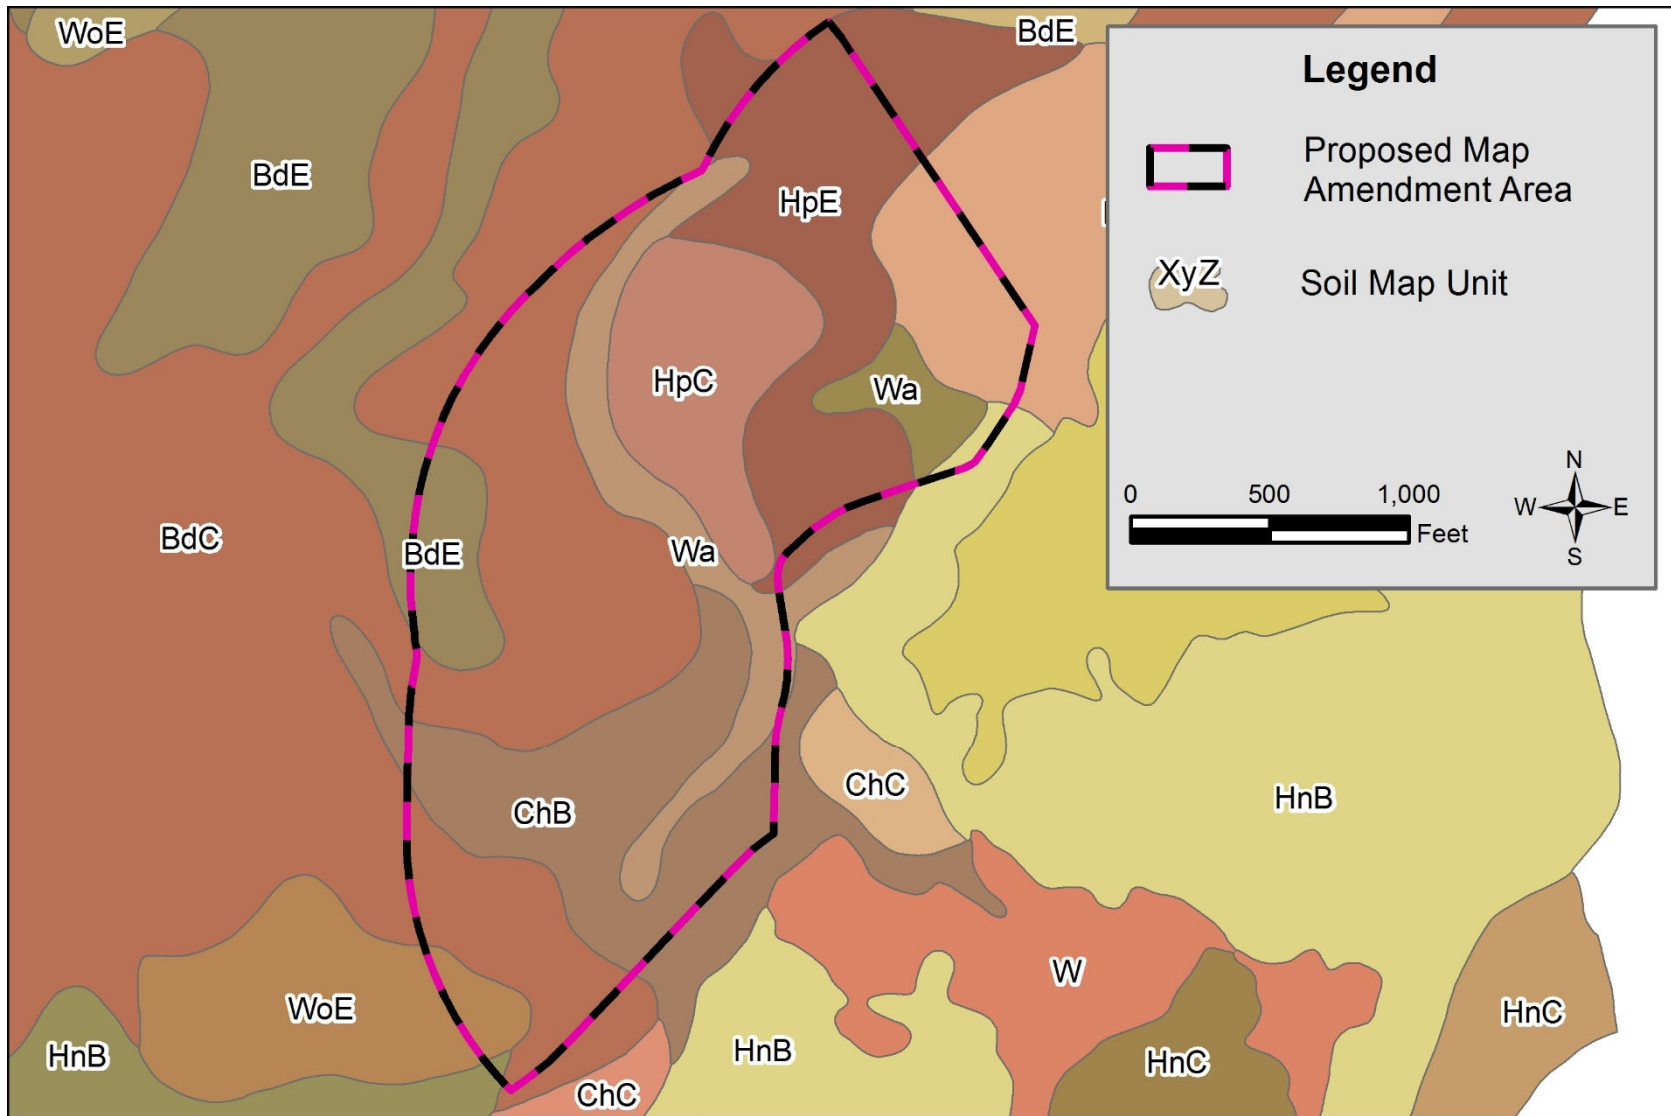 WoE
BdE
BdE
HpE
HpC
Wa
BdC
BdE
Wa
ChB
ChC
HnB
WoE
W
HnC
HnB
HnB
HnC
ChC
Legend
Proposed Map
Amendment Area
XyZ
Soil Map Unit
0 500 1,000
Feet
N
W E
S